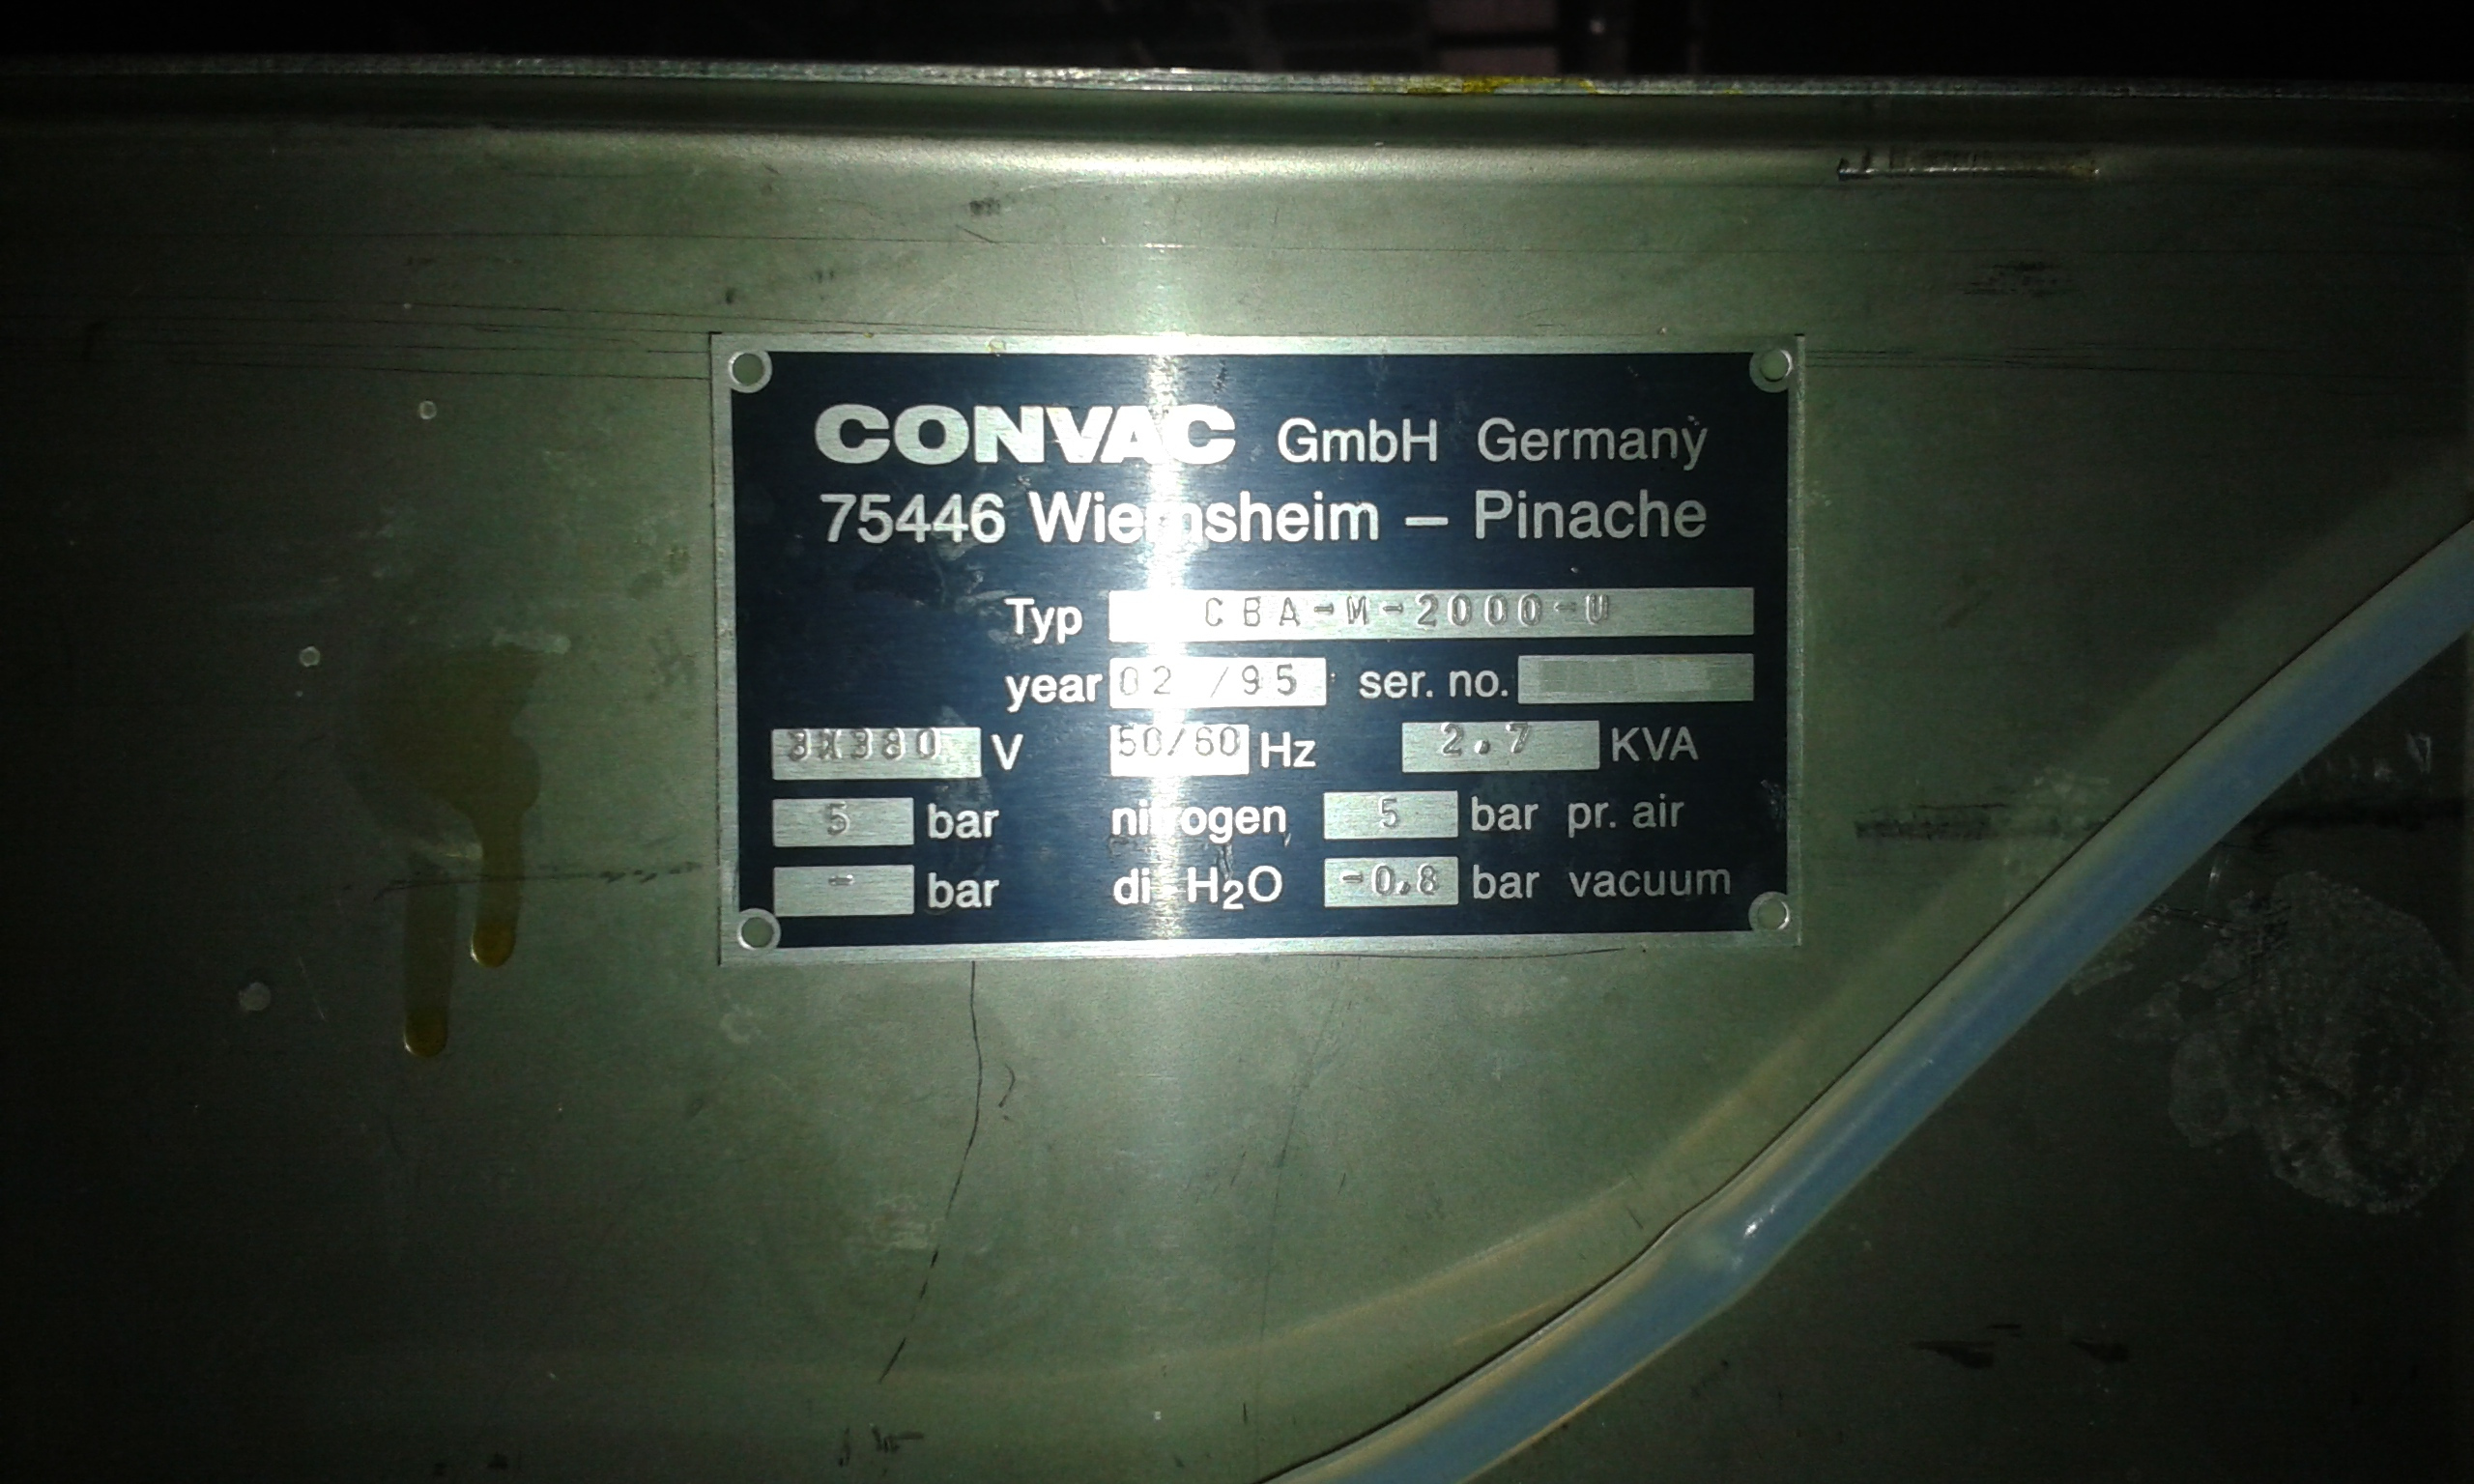 CONVAC GmbH Germany
75446 Wiernsheim – Pinache
Typ CBA-M-2000-U
year 02 /95 ser. no.
3X380 V 50/60 Hz 2.7 KVA
5 bar nitrogen 5 bar pr. air
- bar di H₂O -0,8 bar vacuum